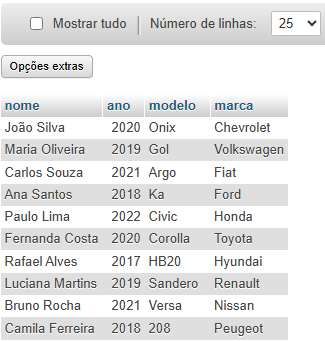 Mostrar tudo Número de linhas: 25
Opções extras
nome ano modelo marca
João Silva 2020 Onix Chevrolet
Maria Oliveira 2019 Gol Volkswagen
Carlos Souza 2021 Argo Fiat
Ana Santos 2018 Ka Ford
Paulo Lima 2022 Civic Honda
Fernanda Costa 2020 Corolla Toyota
Rafael Alves 2017 HB20 Hyundai
Luciana Martins 2019 Sandero Renault
Bruno Rocha 2021 Versa Nissan
Camila Ferreira 2018 208 Peugeot